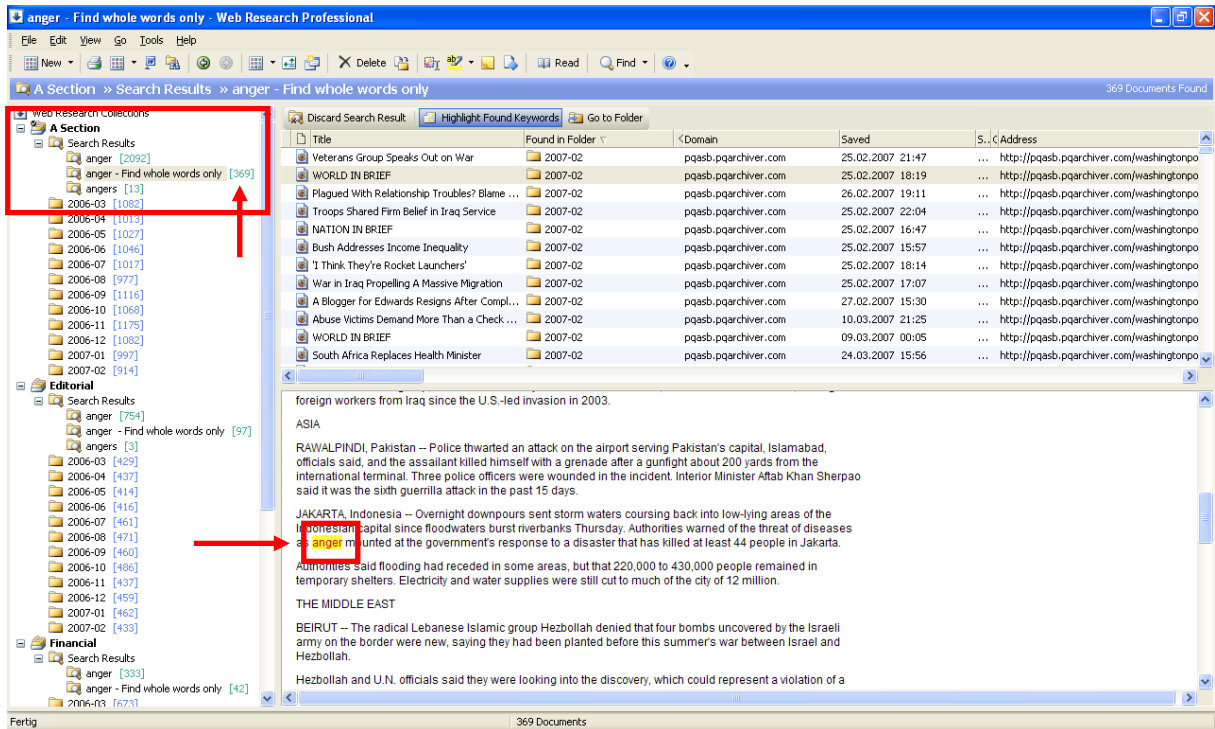 anger - Find whole words only - Web Research Professional
File Edit View Go Tools Help
New Delete Read Find
A Section » Search Results » anger - Find whole words only 369 Documents Found
Web Research Collections
A Section
Search Results
anger [2092]
anger - Find whole words only [369]
angers [13]
2006-03 [1082]
2006-04 [1013]
2006-05 [1027]
2006-06 [1046]
2006-07 [1017]
2006-08 [977]
2006-09 [1116]
2006-10 [1068]
2006-11 [1175]
2006-12 [1082]
2007-01 [997]
2007-02 [914]
Editorial
Search Results
anger [754]
anger - Find whole words only [97]
angers [3]
2006-03 [429]
2006-04 [437]
2006-05 [414]
2006-06 [416]
2006-07 [461]
2006-08 [471]
2006-09 [460]
2006-10 [486]
2006-11 [437]
2006-12 [459]
2007-01 [462]
2007-02 [433]
Financial
Search Results
anger [333]
anger - Find whole words only [42]
2006-03 [673]
Discard Search Result Highlight Found Keywords Go to Folder
Title Found in Folder Domain Saved S.. Address
Veterans Group Speaks Out on War 2007-02 pqasb.pqarchiver.com 25.02.2007 21:47 ... http://pqasb.pqarchiver.com/washingtonpo
WORLD IN BRIEF 2007-02 pqasb.pqarchiver.com 25.02.2007 18:19 ... http://pqasb.pqarchiver.com/washingtonpo
Plagued With Relationship Troubles? Blame ... 2007-02 pqasb.pqarchiver.com 26.02.2007 19:11 ... http://pqasb.pqarchiver.com/washingtonpo
Troops Shared Firm Belief in Iraq Service 2007-02 pqasb.pqarchiver.com 25.02.2007 22:04 ... http://pqasb.pqarchiver.com/washingtonpo
NATION IN BRIEF 2007-02 pqasb.pqarchiver.com 25.02.2007 16:47 ... http://pqasb.pqarchiver.com/washingtonpo
Bush Addresses Income Inequality 2007-02 pqasb.pqarchiver.com 25.02.2007 15:57 ... http://pqasb.pqarchiver.com/washingtonpo
'I Think They're Rocket Launchers' 2007-02 pqasb.pqarchiver.com 25.02.2007 18:14 ... http://pqasb.pqarchiver.com/washingtonpo
War in Iraq Propelling A Massive Migration 2007-02 pqasb.pqarchiver.com 25.02.2007 17:07 ... http://pqasb.pqarchiver.com/washingtonpo
A Blogger for Edwards Resigns After Compl... 2007-02 pqasb.pqarchiver.com 27.02.2007 15:30 ... http://pqasb.pqarchiver.com/washingtonpo
Abuse Victims Demand More Than a Check ... 2007-02 pqasb.pqarchiver.com 10.03.2007 21:25 ... http://pqasb.pqarchiver.com/washingtonpo
WORLD IN BRIEF 2007-02 pqasb.pqarchiver.com 09.03.2007 00:05 ... http://pqasb.pqarchiver.com/washingtonpo
South Africa Replaces Health Minister 2007-02 pqasb.pqarchiver.com 24.03.2007 15:56 ... http://pqasb.pqarchiver.com/washingtonpo
foreign workers from Iraq since the U.S.-led invasion in 2003.
ASIA
RAWALPINDI, Pakistan -- Police thwarted an attack on the airport serving Pakistan's capital, Islamabad,
officials said, and the assailant killed himself with a grenade after a gunfight about 200 yards from the
international terminal. Three police officers were wounded in the incident. Interior Minister Aftab Khan Sherpao
said it was the sixth guerrilla attack in the past 15 days.
JAKARTA, Indonesia -- Overnight downpours sent storm waters coursing back into low-lying areas of the
Indonesian capital since floodwaters burst riverbanks Thursday. Authorities warned of the threat of diseases
as anger mounted at the government's response to a disaster that has killed at least 44 people in Jakarta.
Authorities said flooding had receded in some areas, but that 220,000 to 430,000 people remained in
temporary shelters. Electricity and water supplies were still cut to much of the city of 12 million.
THE MIDDLE EAST
BEIRUT -- The radical Lebanese Islamic group Hezbollah denied that four bombs uncovered by the Israeli
army on the border were new, saying they had been planted before this summer's war between Israel and
Hezbollah.
Hezbollah and U.N. officials said they were looking into the discovery, which could represent a violation of a
Fertig 369 Documents